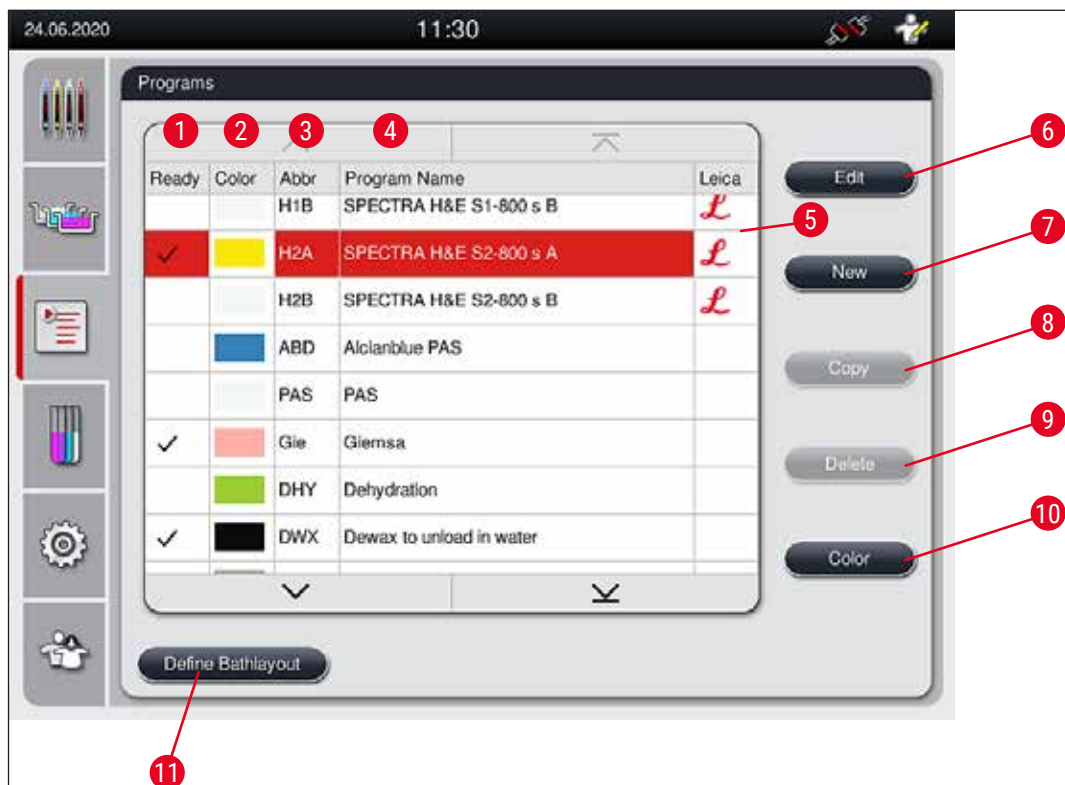 24.06.2020 11:30
Programs
1 2 3 4
6
Ready Color Abbr Program Name Leica
Edit
H1B SPECTRA H&E S1-800 s B L
5
7
H2A SPECTRA H&E S2-800 s A L
New
H2B SPECTRA H&E S2-800 s B L
8
ABD Alcianblue PAS
Copy
PAS PAS
9
Gie Giemsa
Delete
DHY Dehydration
10
DWX Dewax to unload in water
Color
Define Bathlayout
11